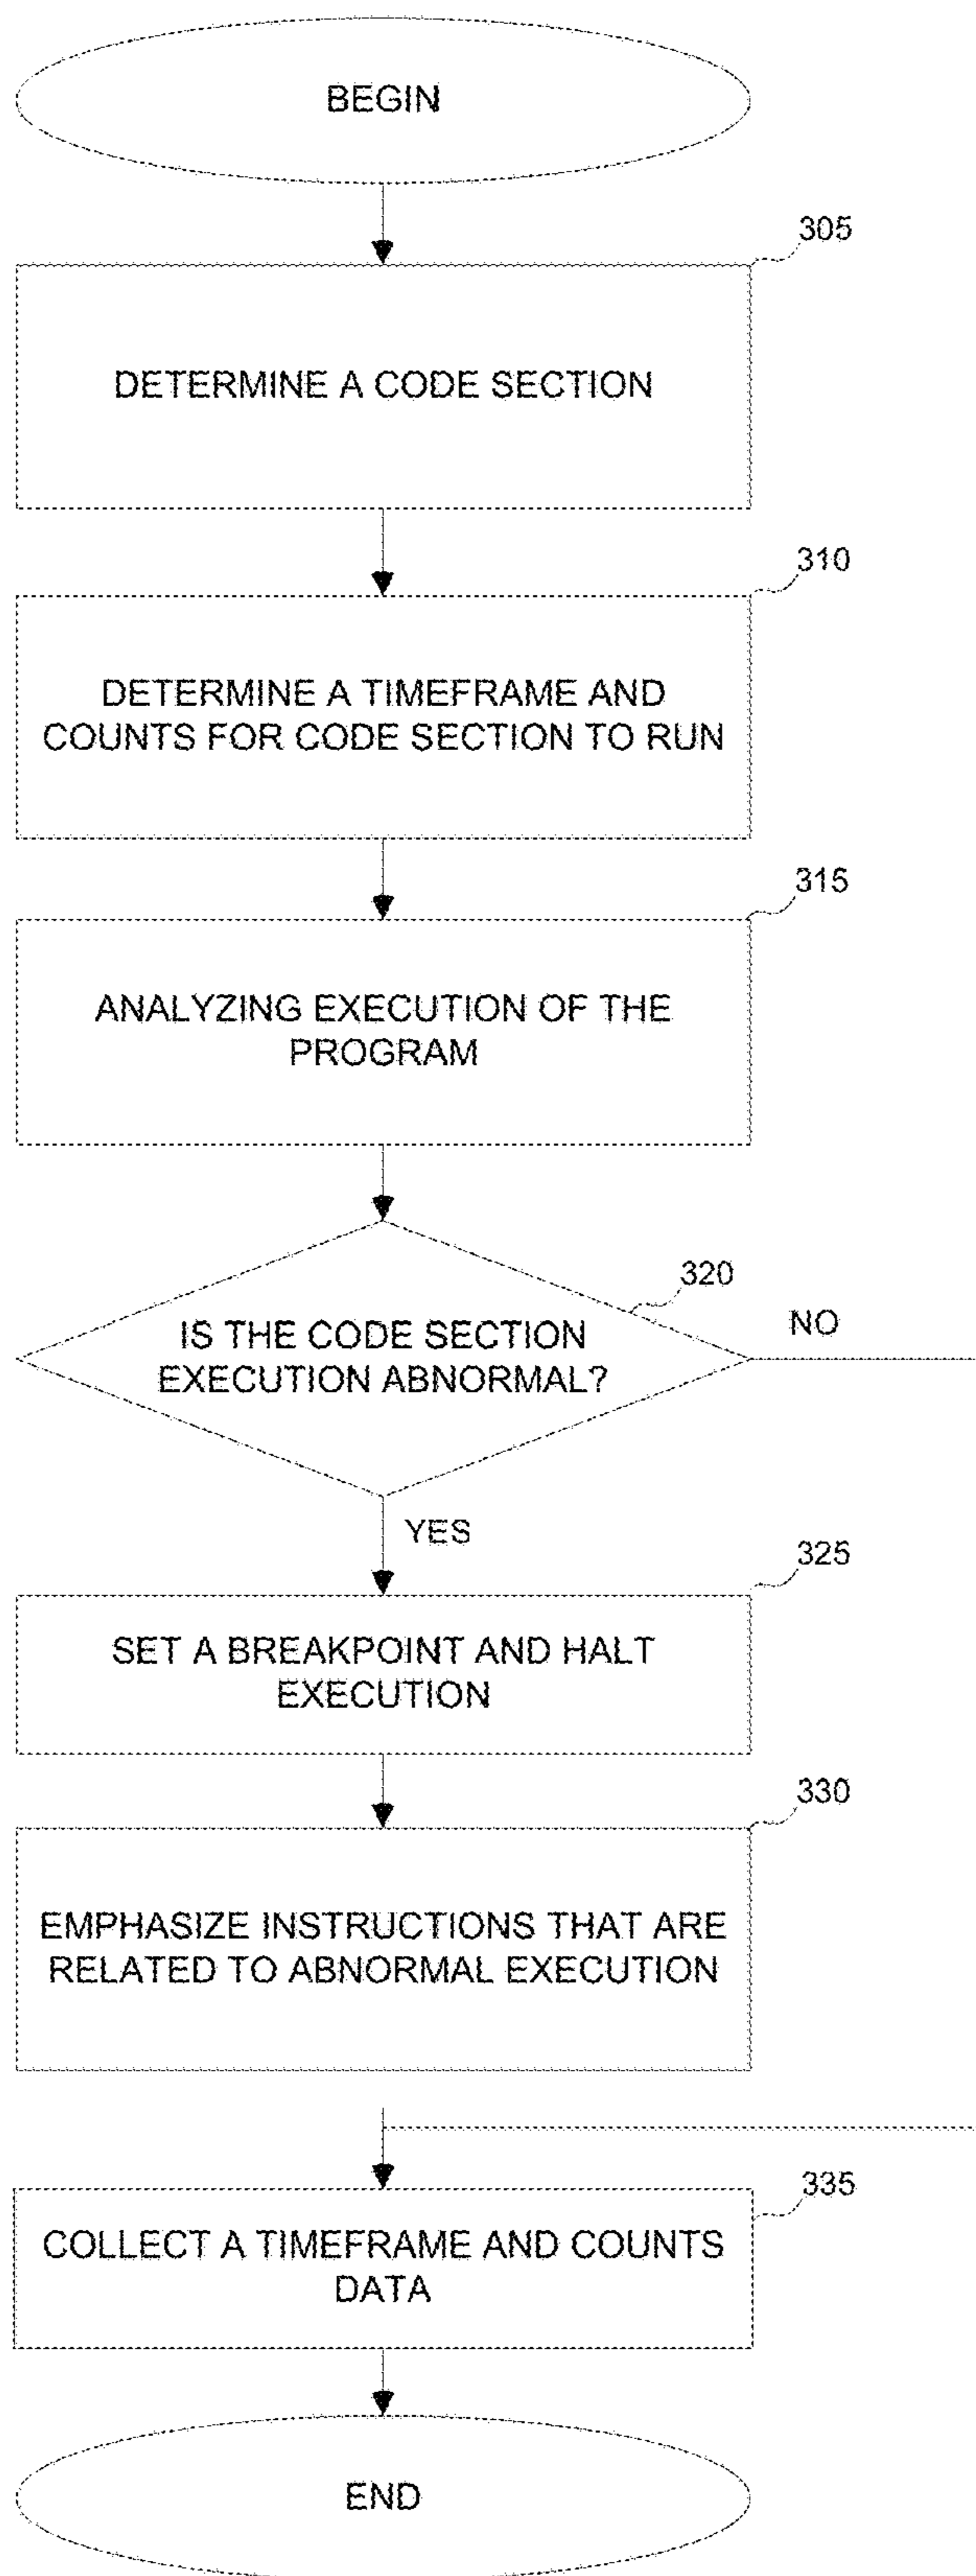 BEGIN
305
DETERMINE A CODE SECTION
310
DETERMINE A TIMEFRAME AND
COUNTS FOR CODE SECTION TO RUN
315
ANALYZING EXECUTION OF THE
PROGRAM
320
IS THE CODE SECTION
EXECUTION ABNORMAL?
NO
YES
325
SET A BREAKPOINT AND HALT
EXECUTION
330
EMPHASIZE INSTRUCTIONS THAT ARE
RELATED TO ABNORMAL EXECUTION
335
COLLECT A TIMEFRAME AND COUNTS
DATA
END